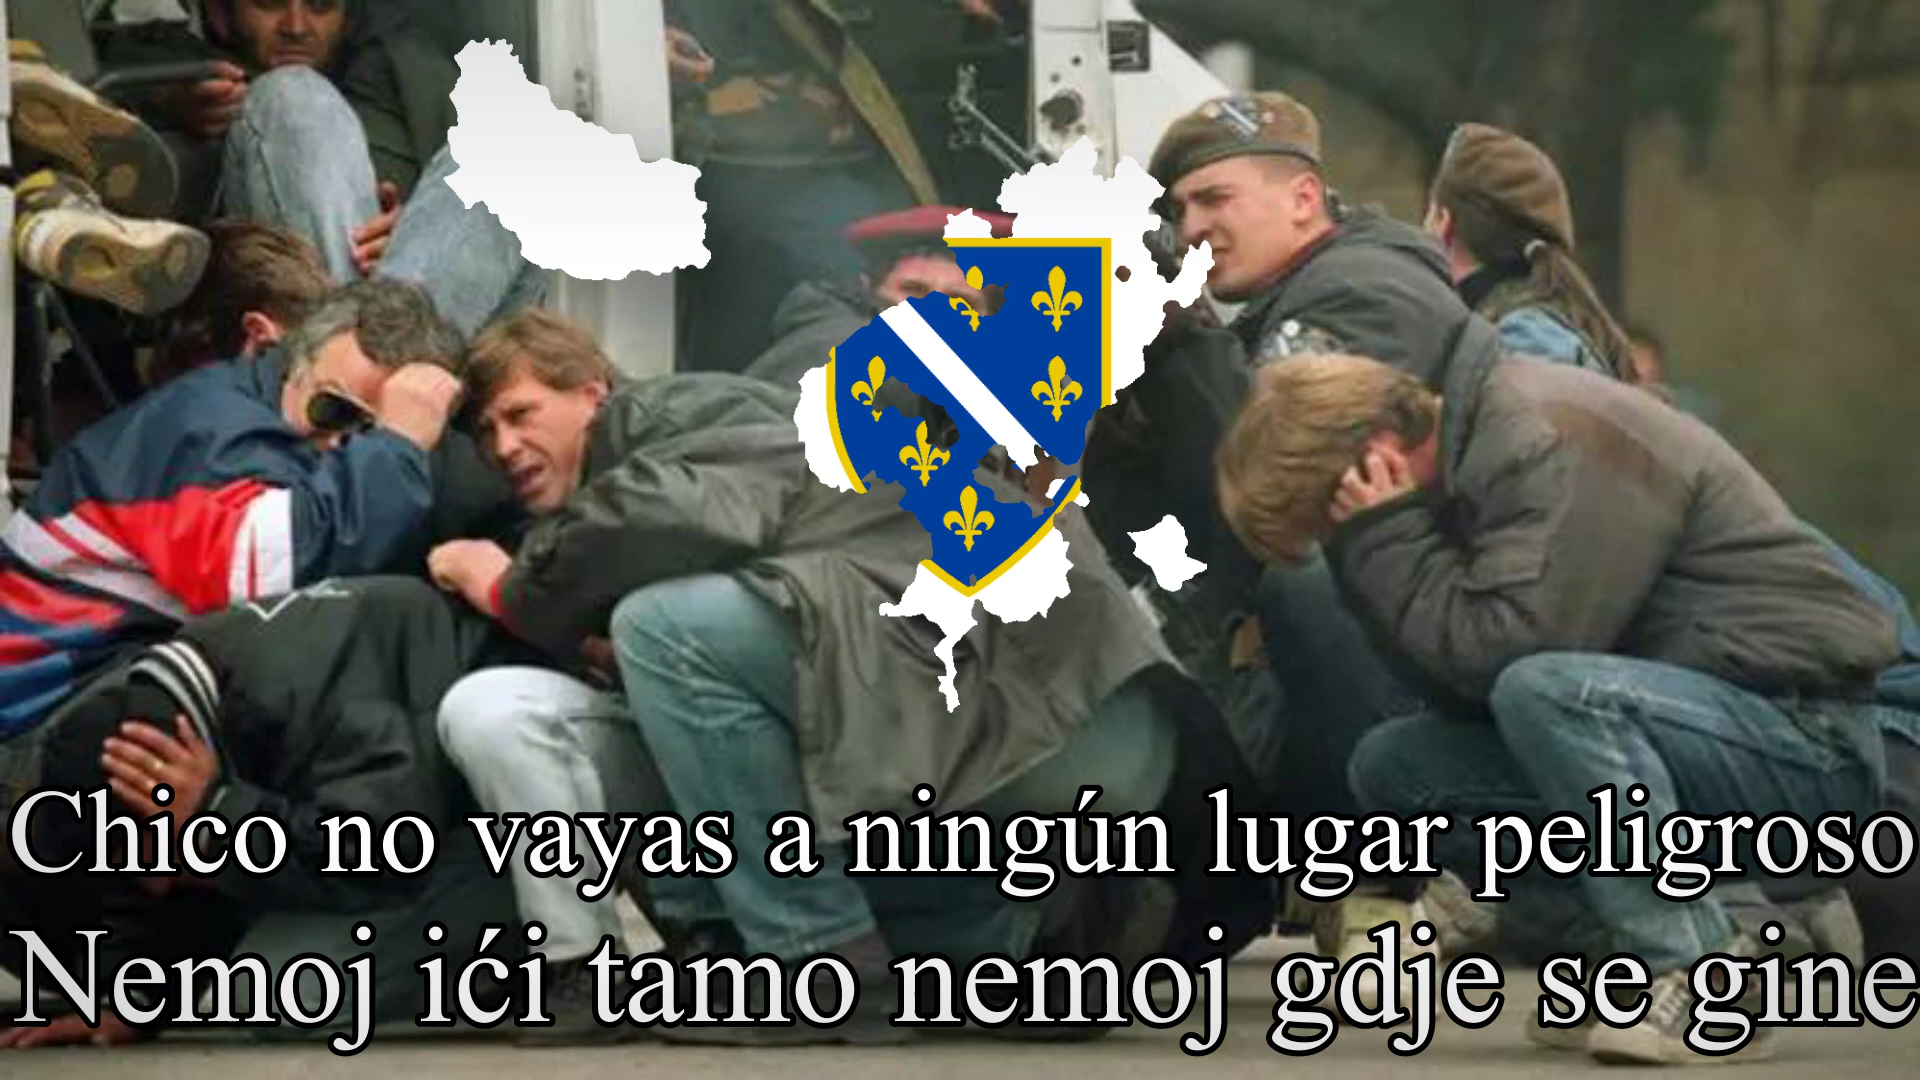 Chico no vayas a ningún lugar peligroso
Nemoj ići tamo nemoj gdje se gine